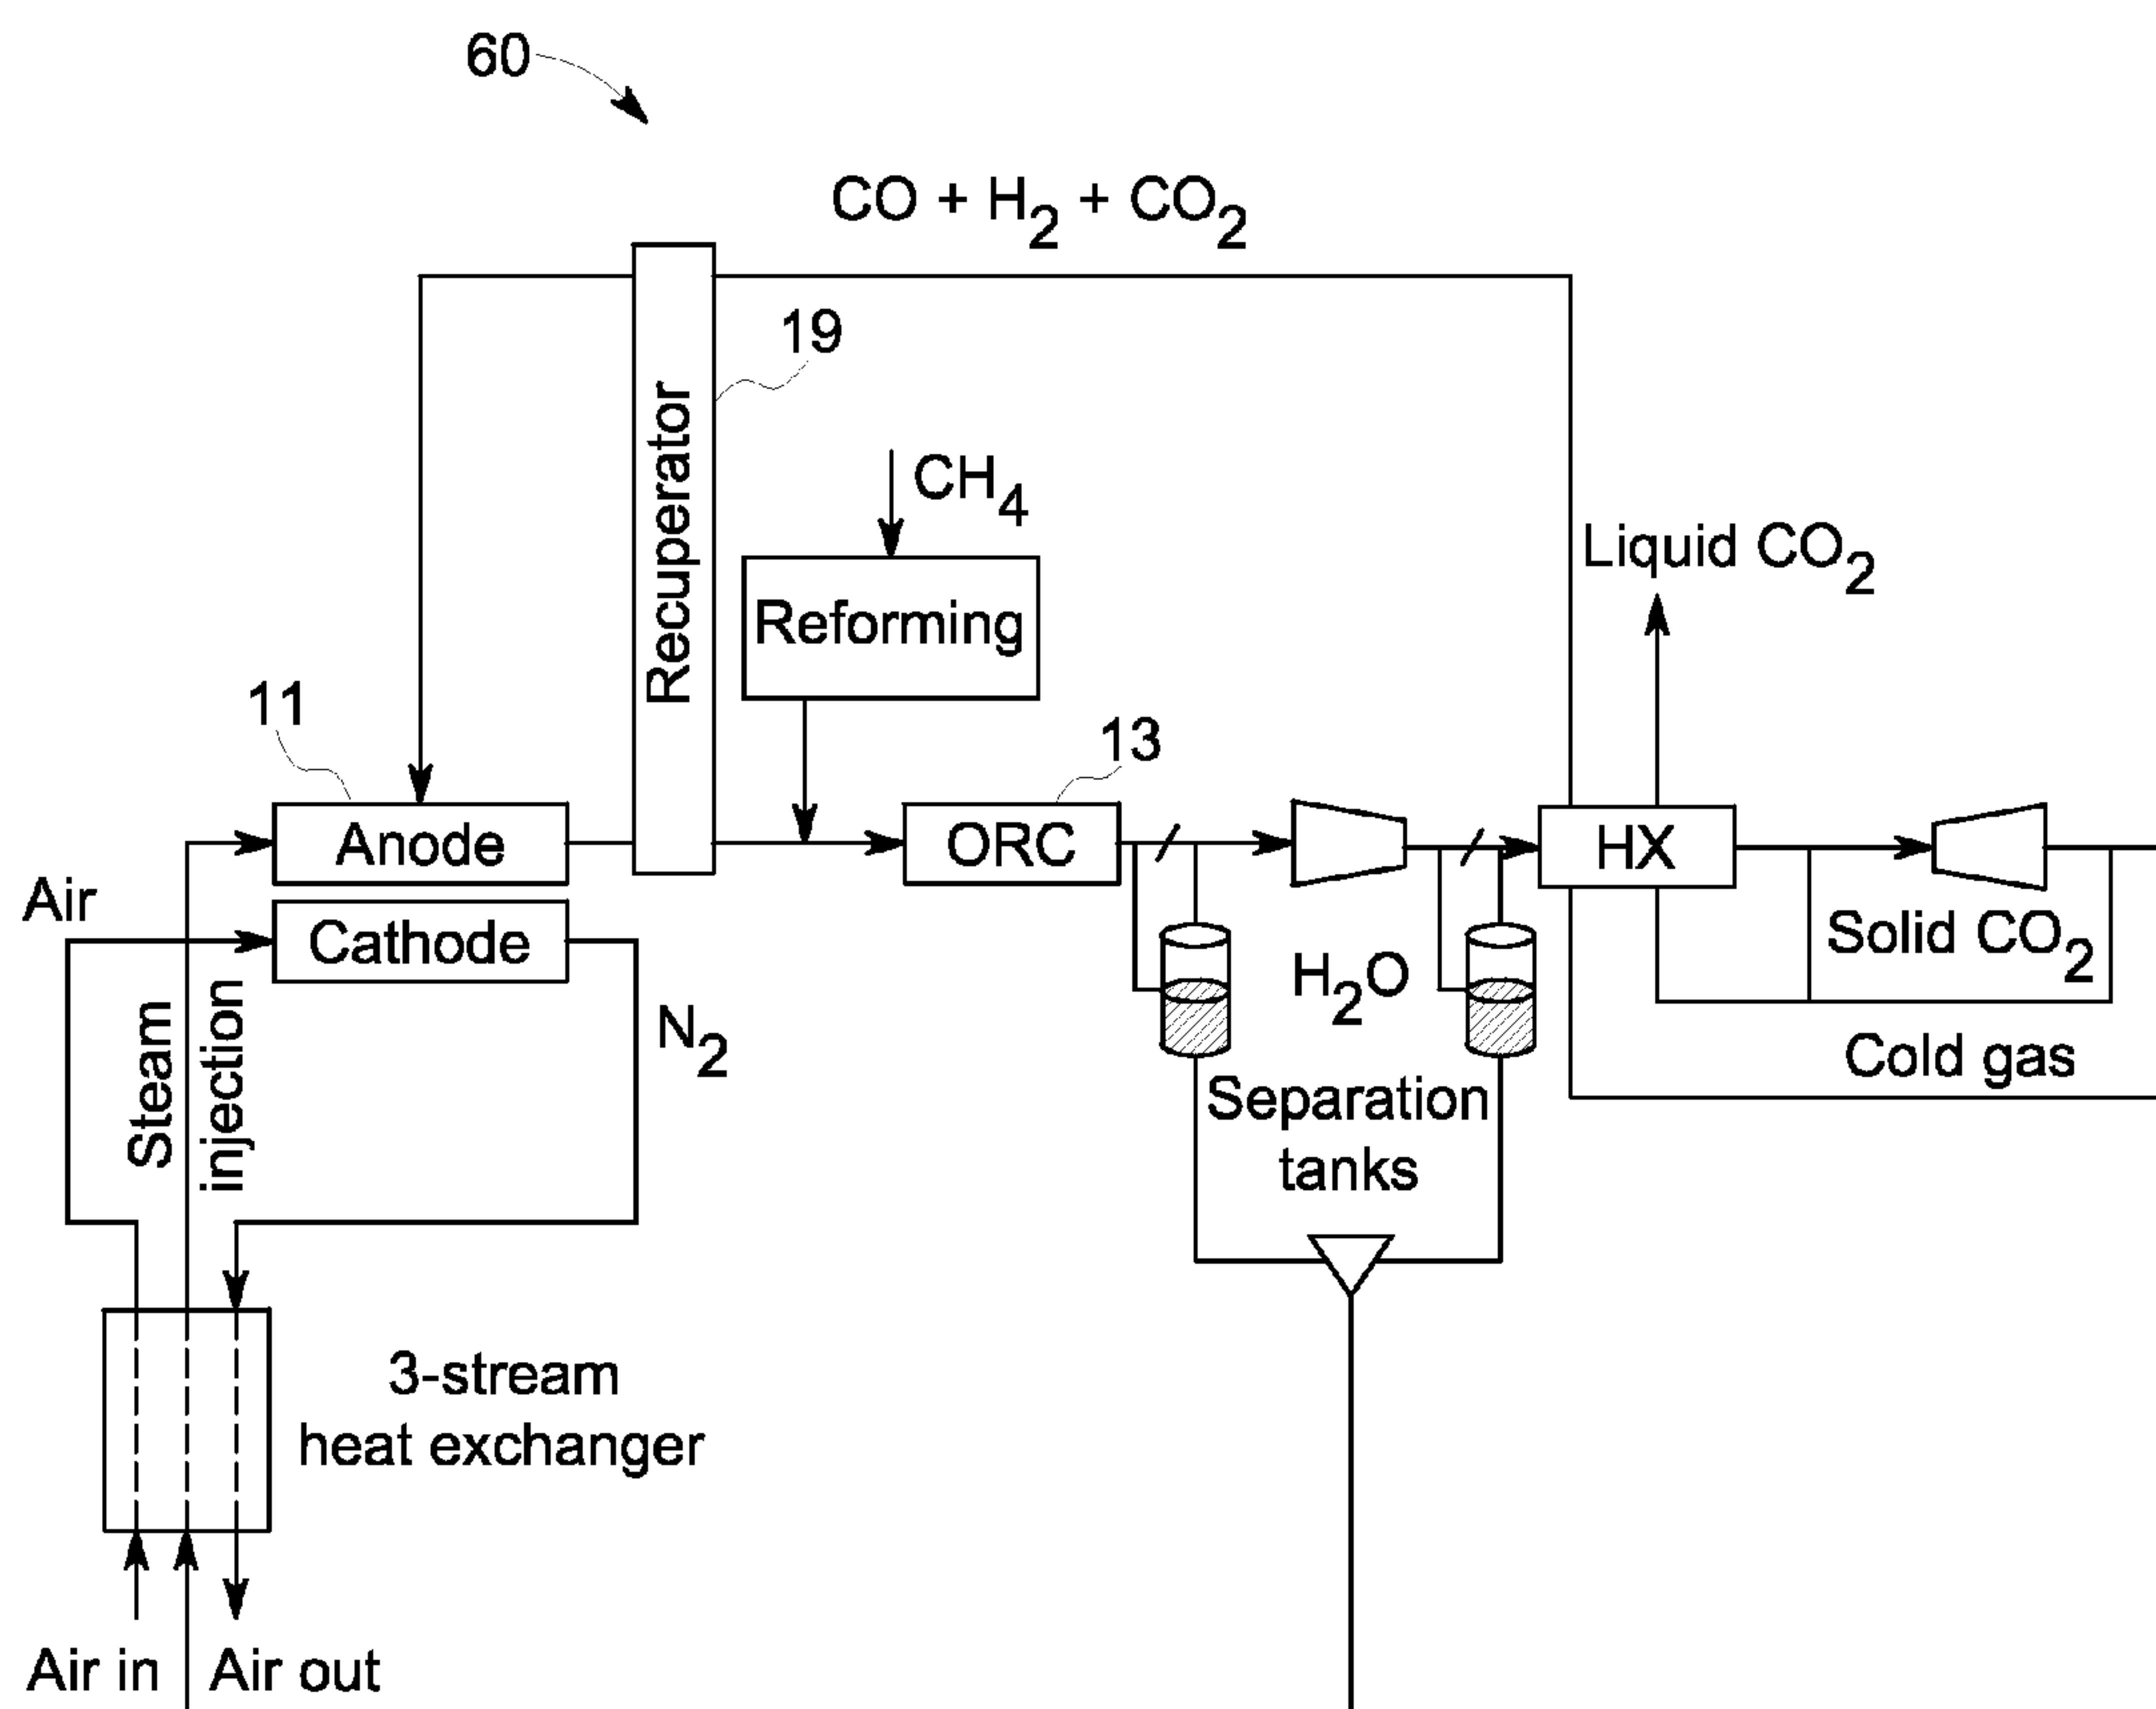 60
CO + H2 + CO2
19
Recuperator
CH4
Reforming
Liquid CO2
11
13
Anode
ORC
HX
Air
Cathode
Solid CO2
Steam
injection
N2
H2O
Cold gas
Separation
tanks
3-stream
heat exchanger
Air in
Air out